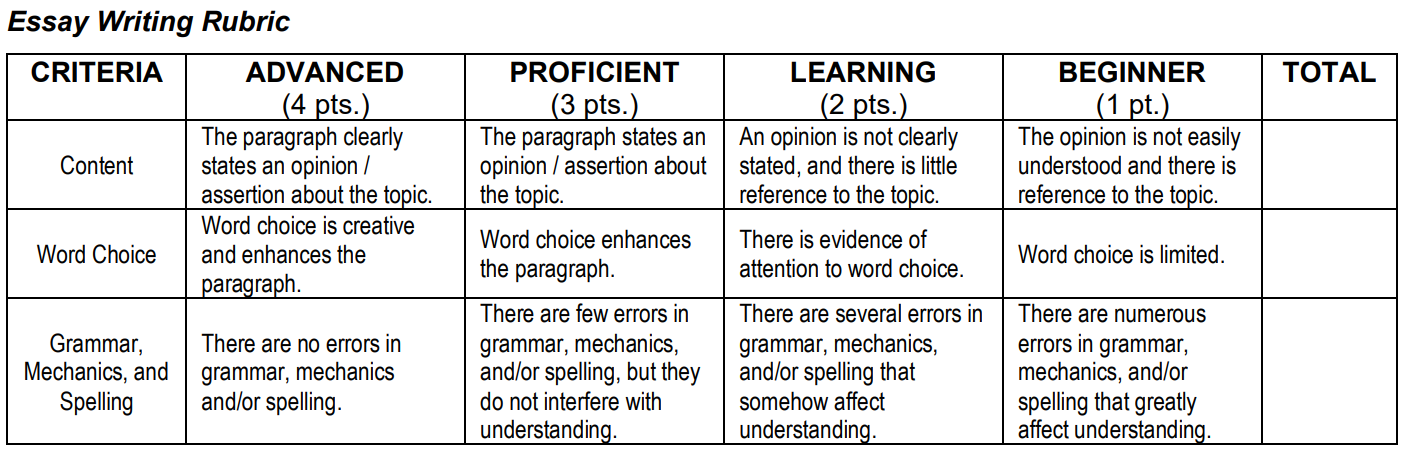 Essay Writing Rubric
CRITERIA
ADVANCED
(4 pts.)
PROFICIENT
(3 pts.)
LEARNING
(2 pts.)
BEGINNER
(1 pt.)
TOTAL
Content
The paragraph clearly
states an opinion /
assertion about the topic.
The paragraph states an
opinion / assertion about
the topic.
An opinion is not clearly
stated, and there is little
reference to the topic.
The opinion is not easily
understood and there is
reference to the topic.
Word Choice
Word choice is creative
and enhances the
paragraph.
Word choice enhances
the paragraph.
There is evidence of
attention to word choice.
Word choice is limited.
Grammar,
Mechanics, and
Spelling
There are no errors in
grammar, mechanics
and/or spelling.
There are few errors in
grammar, mechanics,
and/or spelling, but they
do not interfere with
understanding.
There are several errors in
grammar, mechanics,
and/or spelling that
somehow affect
understanding.
There are numerous
errors in grammar,
mechanics, and/or
spelling that greatly
affect understanding.